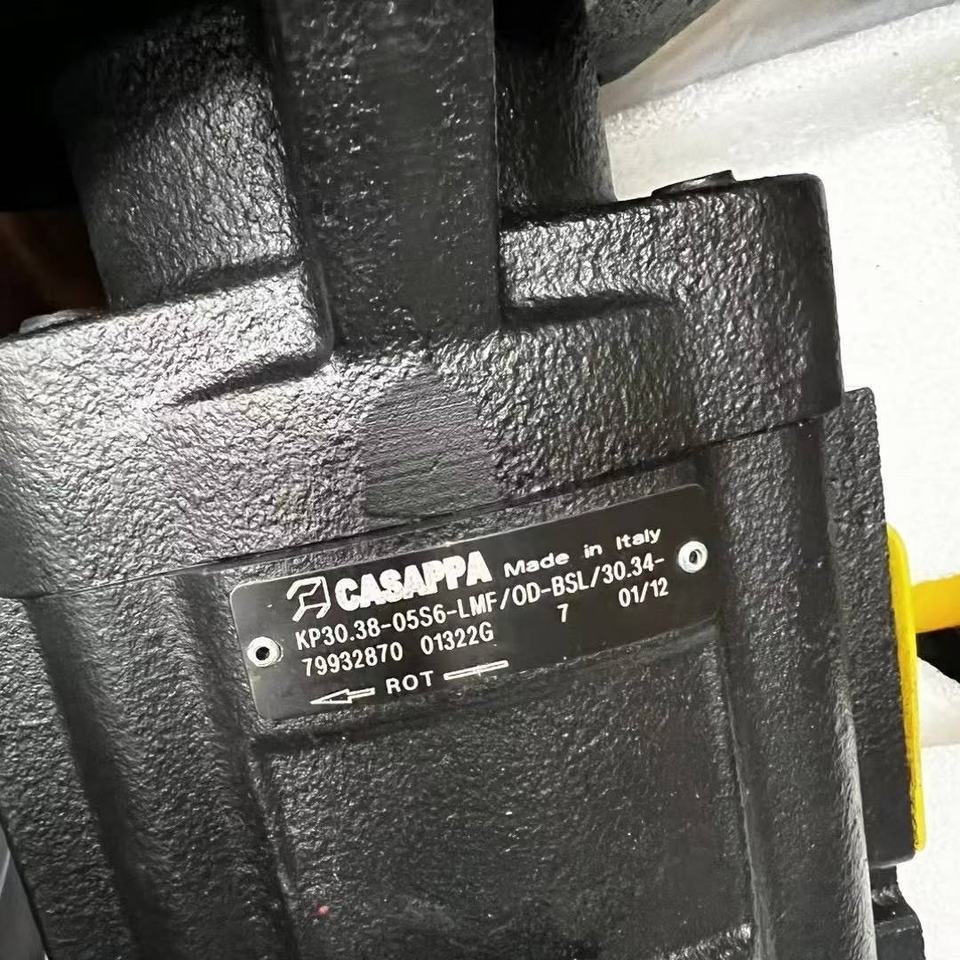 CASAPPA Made in Italy
KP30.38-05S6-LMF/OD-BSL/30.34-
79932870 01322G 7 01/12
ROT